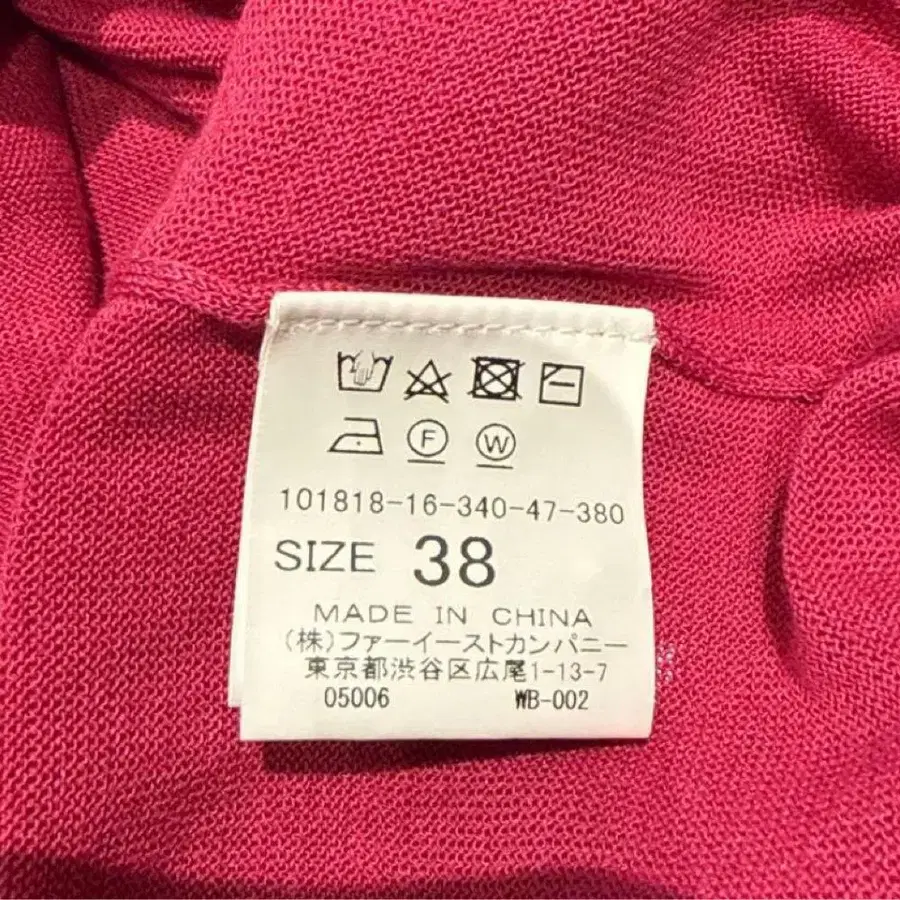 F W
101818-16-340-47-380
SIZE 38
MADE IN CHINA
(株)ファーイーストカンパニー
東京都渋谷区広尾1-13-7
05006 WB-002